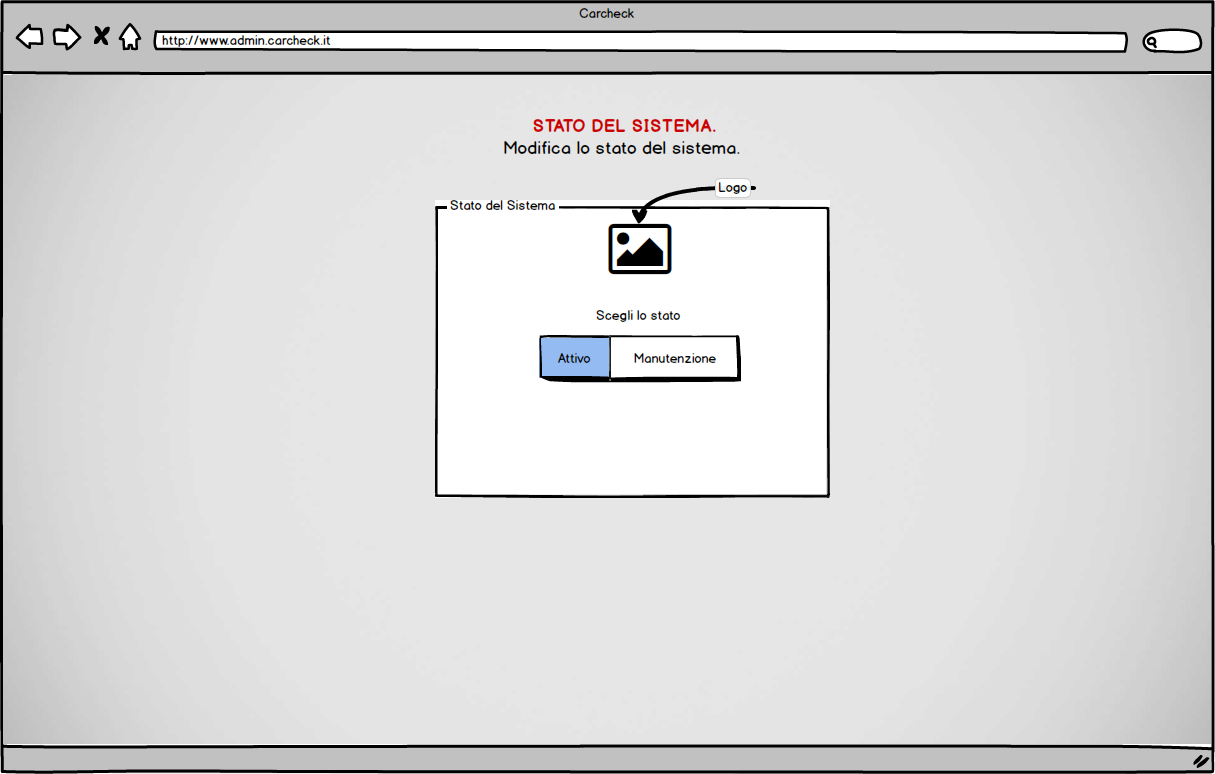 Carcheck
http://www.admin.carcheck.it
STATO DEL SISTEMA.
Modifica lo stato del sistema.
Logo
Stato del Sistema
Scegli lo stato
Attivo
Manutenzione